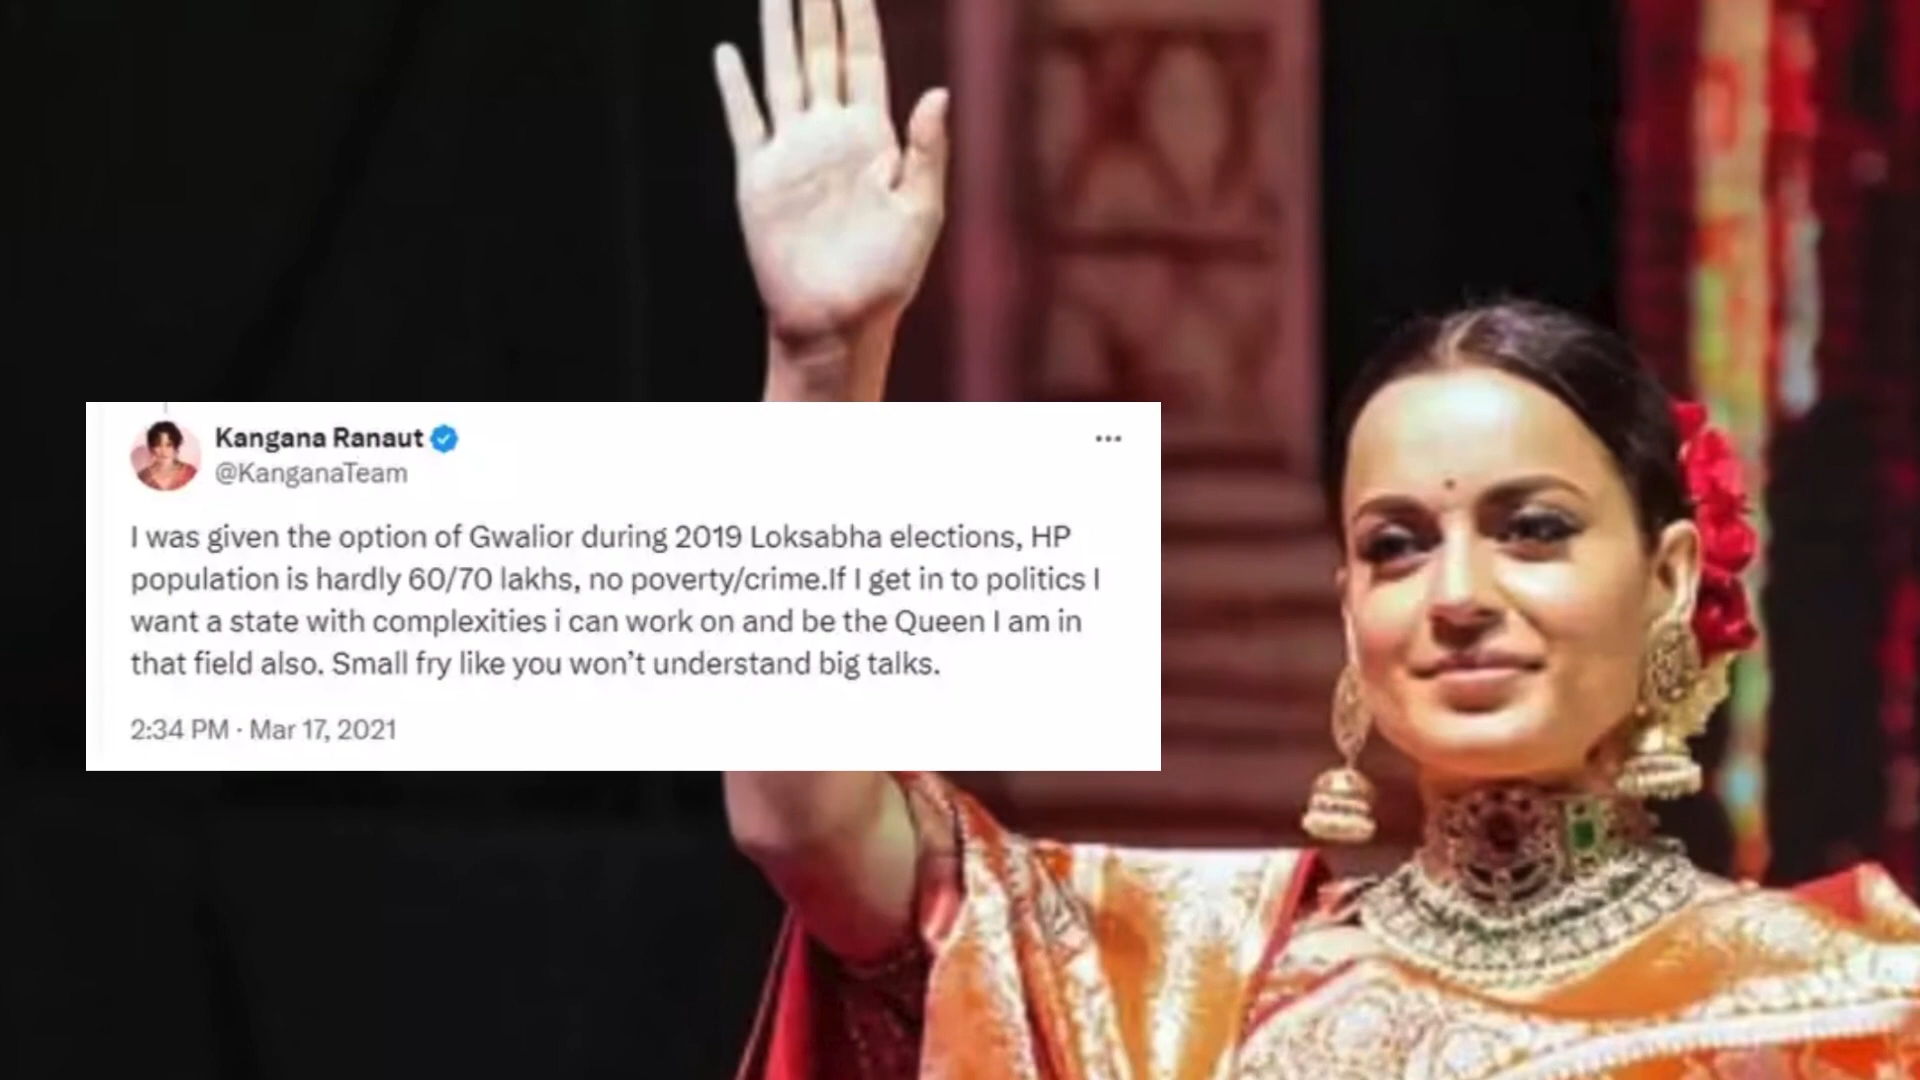 Kangana Ranaut
@KanganaTeam
I was given the option of Gwalior during 2019 Loksabha elections, HP
population is hardly 60/70 lakhs, no poverty/crime.If I get in to politics I
want a state with complexities i can work on and be the Queen I am in
that field also. Small fry like you won’t understand big talks.
2:34 PM · Mar 17, 2021